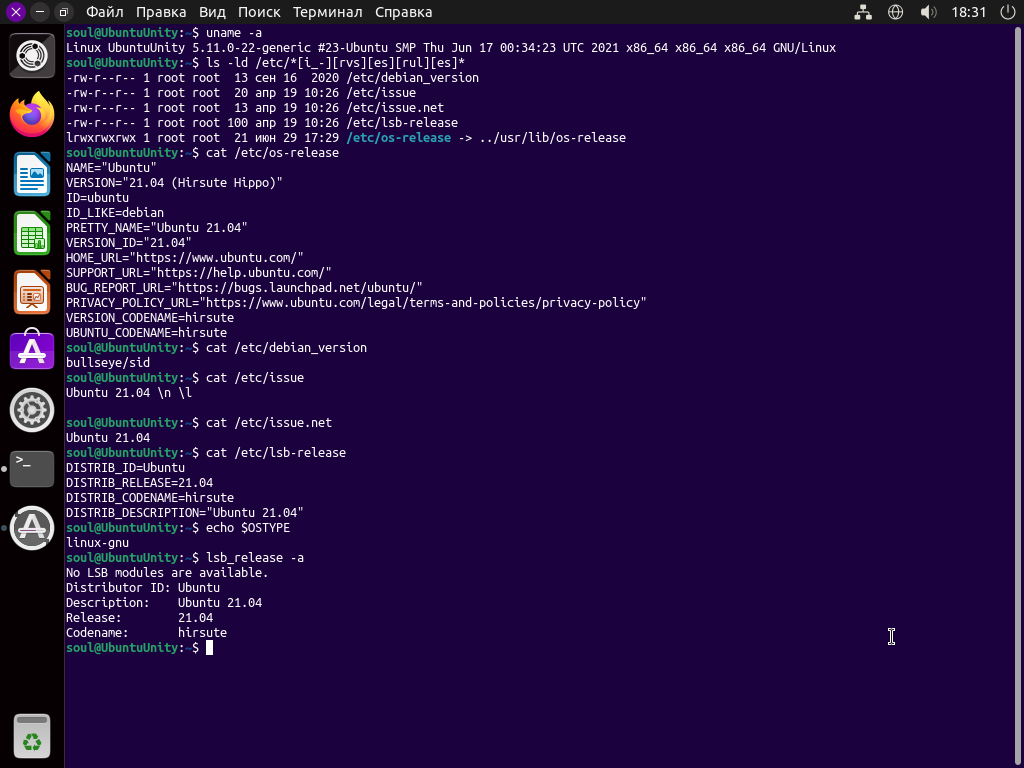 Файл Правка Вид Поиск Терминал Справка 18:31
soul@UbuntuUnity:~$ uname -a
Linux UbuntuUnity 5.11.0-22-generic #23-Ubuntu SMP Thu Jun 17 00:34:23 UTC 2021 x86_64 x86_64 x86_64 GNU/Linux
soul@UbuntuUnity:~$ ls -ld /etc/*[i_-][rvs][es][rul][es]*
-rw-r--r-- 1 root root  13 сен 16  2020 /etc/debian_version
-rw-r--r-- 1 root root  20 апр 19 10:26 /etc/issue
-rw-r--r-- 1 root root  13 апр 19 10:26 /etc/issue.net
-rw-r--r-- 1 root root 100 апр 19 10:26 /etc/lsb-release
lrwxrwxrwx 1 root root  21 июн 29 17:29 /etc/os-release -> ../usr/lib/os-release
soul@UbuntuUnity:~$ cat /etc/os-release
NAME="Ubuntu"
VERSION="21.04 (Hirsute Hippo)"
ID=ubuntu
ID_LIKE=debian
PRETTY_NAME="Ubuntu 21.04"
VERSION_ID="21.04"
HOME_URL="https://www.ubuntu.com/"
SUPPORT_URL="https://help.ubuntu.com/"
BUG_REPORT_URL="https://bugs.launchpad.net/ubuntu/"
PRIVACY_POLICY_URL="https://www.ubuntu.com/legal/terms-and-policies/privacy-policy"
VERSION_CODENAME=hirsute
UBUNTU_CODENAME=hirsute
soul@UbuntuUnity:~$ cat /etc/debian_version
bullseye/sid
soul@UbuntuUnity:~$ cat /etc/issue
Ubuntu 21.04 \n \l
soul@UbuntuUnity:~$ cat /etc/issue.net
Ubuntu 21.04
soul@UbuntuUnity:~$ cat /etc/lsb-release
DISTRIB_ID=Ubuntu
DISTRIB_RELEASE=21.04
DISTRIB_CODENAME=hirsute
DISTRIB_DESCRIPTION="Ubuntu 21.04"
soul@UbuntuUnity:~$ echo $OSTYPE
linux-gnu
soul@UbuntuUnity:~$ lsb_release -a
No LSB modules are available.
Distributor ID: Ubuntu
Description:    Ubuntu 21.04
Release:        21.04
Codename:       hirsute
soul@UbuntuUnity:~$